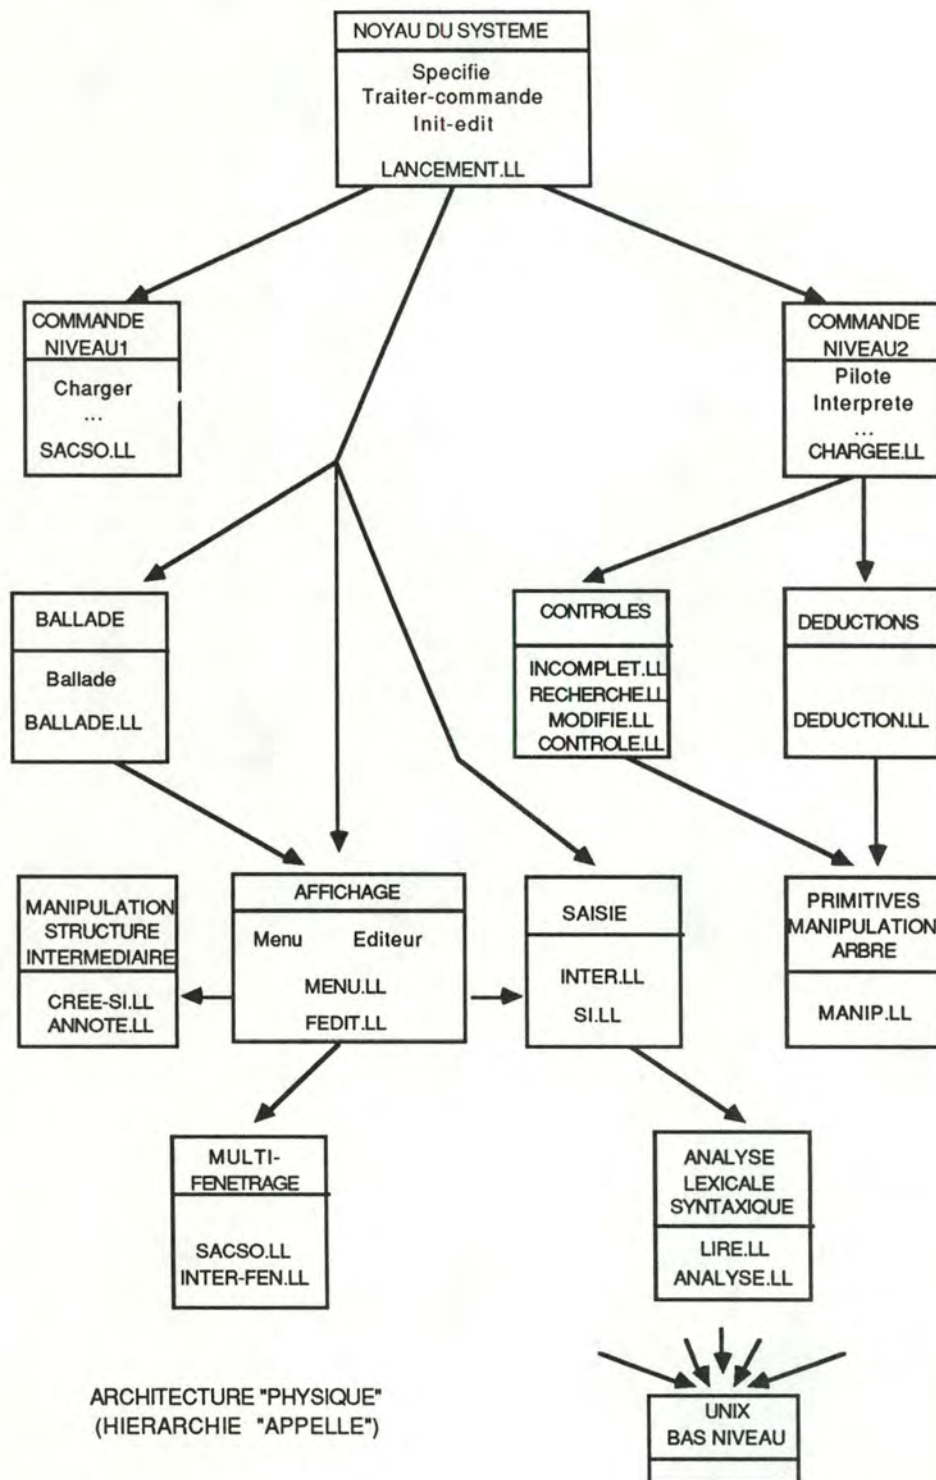 NOYAU DU SYSTEME
Specifie
Traiter-commande
Init-edit
LANCEMENT.LL
COMMANDE
NIVEAU1
Charger
...
SACSO.LL
COMMANDE
NIVEAU2
Pilote
Interprete
...
CHARGEE.LL
BALLADE
Ballade
BALLADE.LL
CONTROLES
INCOMPLET.LL
RECHERCHE.LL
MODIFIE.LL
CONTROLE.LL
DEDUCTIONS
DEDUCTION.LL
MANIPULATION
STRUCTURE
INTERMEDIAIRE
CREE-SI.LL
ANNOTE.LL
AFFICHAGE
Menu Editeur
MENU.LL
FEDIT.LL
SAISIE
INTER.LL
SI.LL
PRIMITIVES
MANIPULATION
ARBRE
MANIP.LL
MULTI-
FENETRAGE
SACSO.LL
INTER-FEN.LL
ANALYSE
LEXICALE
SYNTAXIQUE
LIRE.LL
ANALYSE.LL
ARCHITECTURE "PHYSIQUE"
(HIERARCHIE "APPELLE")
UNIX
BAS NIVEAU